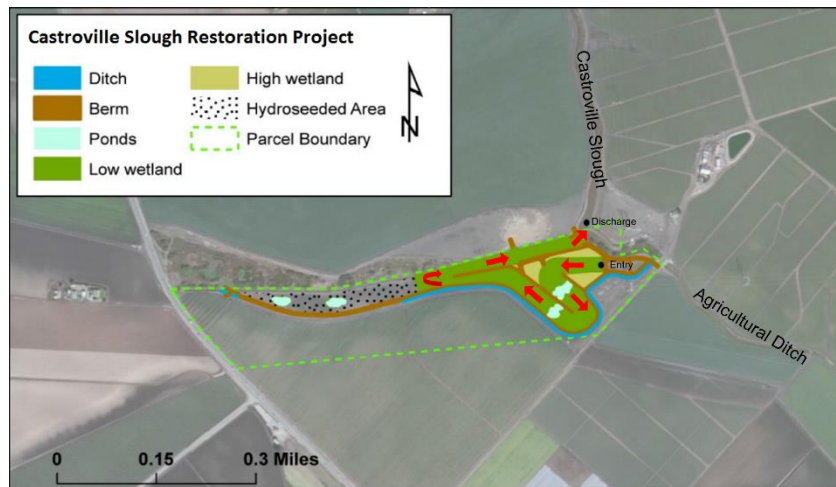 Castroville Slough Restoration Project
Ditch
Berm
Ponds
Low wetland
High wetland
Hydroseeded Area
Parcel Boundary
N
Castroville Slough
Discharge
Entry
Agricultural Ditch
0 0.15 0.3 Miles